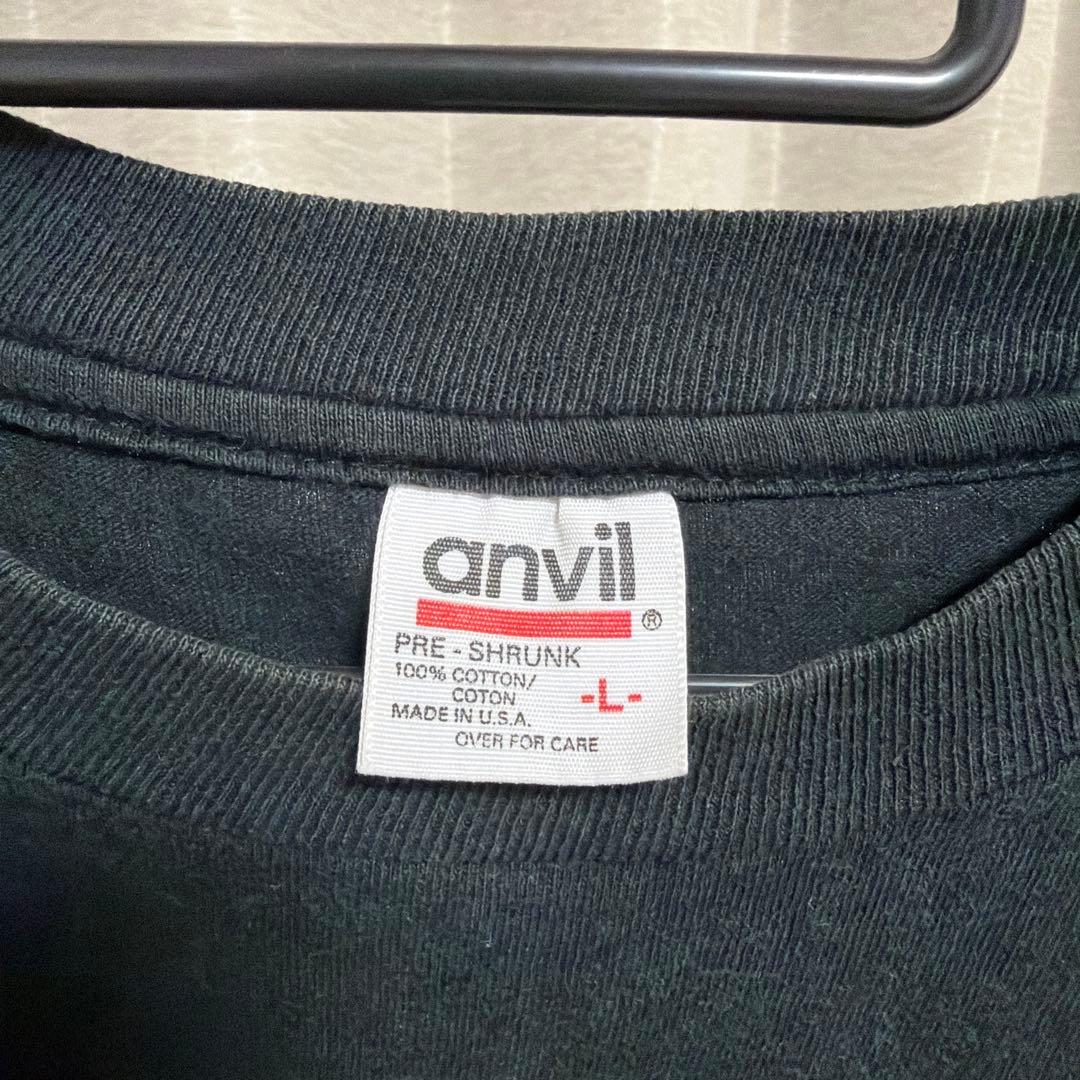 anvil
®
PRE - SHRUNK
100% COTTON/
COTON
-L-
MADE IN U.S.A.
OVER FOR CARE